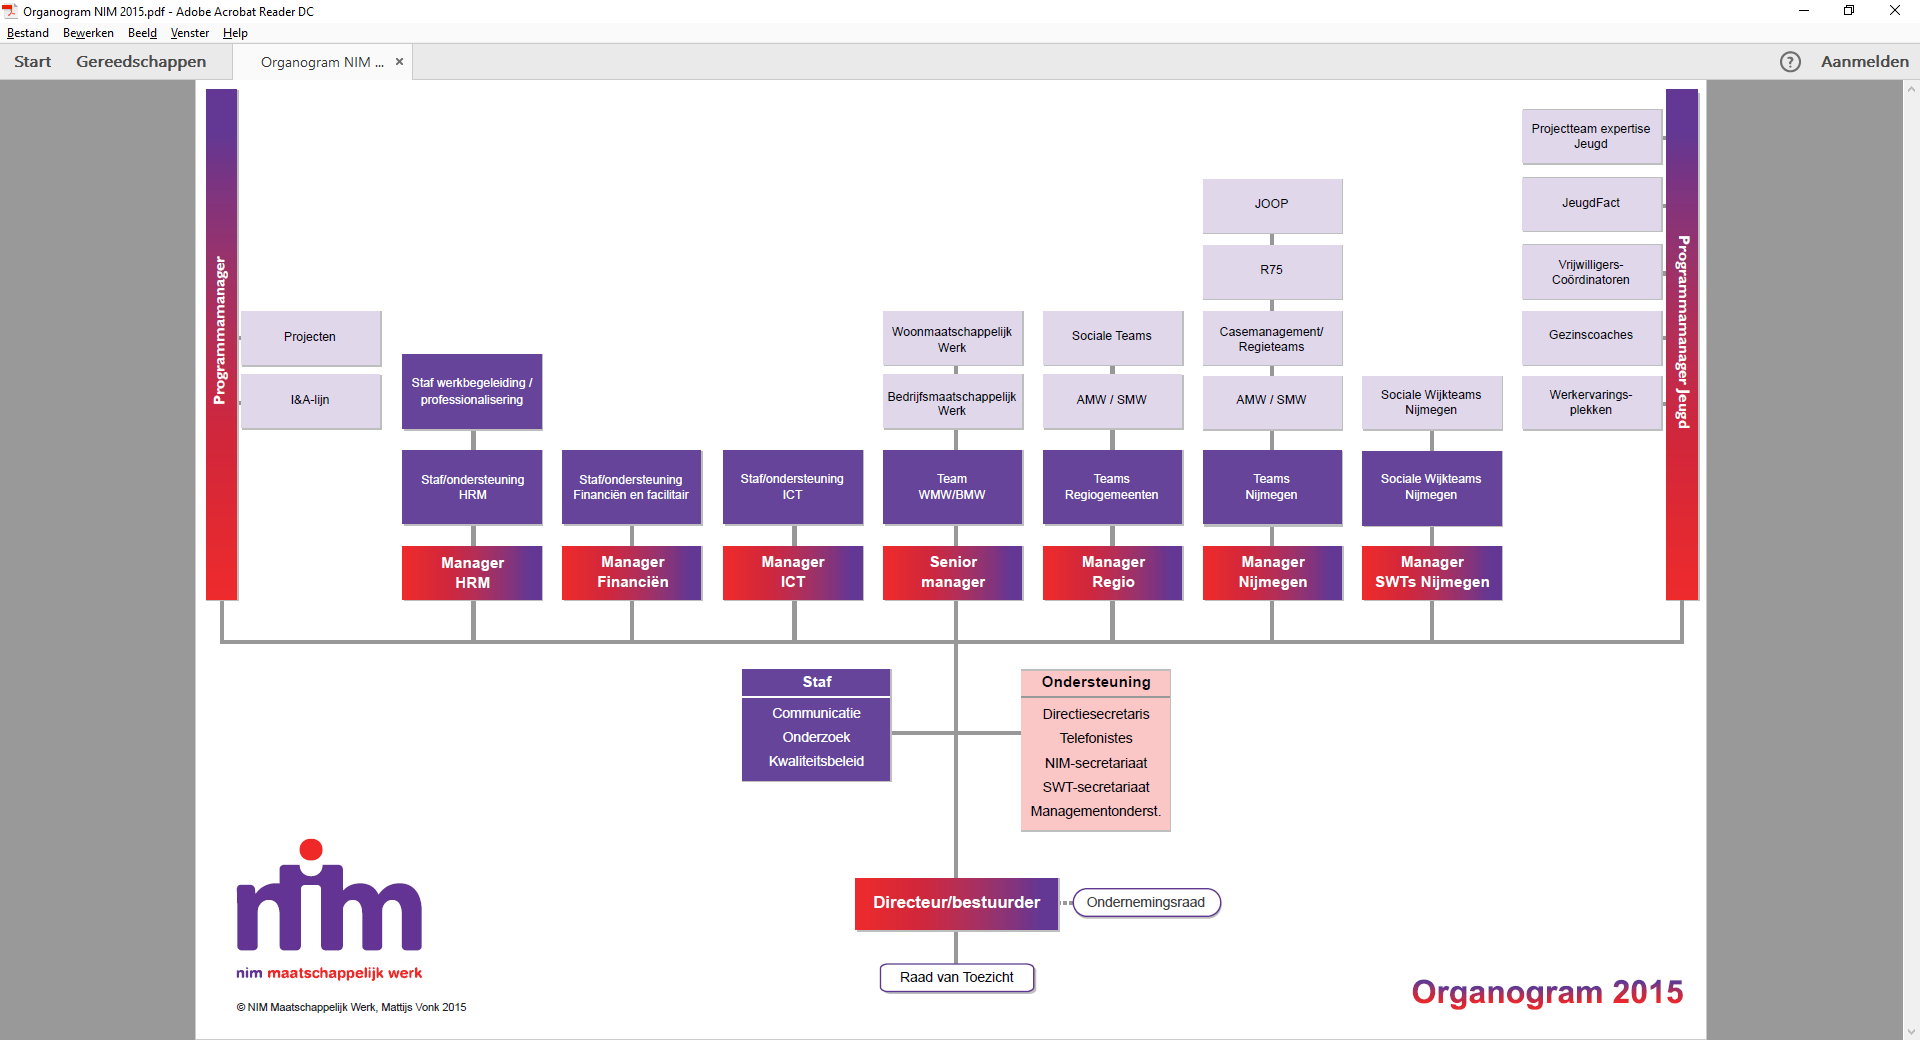 Organogram NIM 2015.pdf - Adobe Acrobat Reader DC
Bestand Bewerken Beeld Venster Help
Start Gereedschappen Organogram NIM ... × ? Aanmelden
Programmamanager
Projecten
I&A-lijn
Staf werkbegeleiding /
professionalisering
Staf/ondersteuning
HRM
Manager
HRM
Staf/ondersteuning
Financiën en facilitair
Manager
Financiën
Staf/ondersteuning
ICT
Manager
ICT
Woonmaatschappelijk
Werk
Bedrijfsmaatschappelijk
Werk
Team
WMW/BMW
Senior
manager
Sociale Teams
AMW / SMW
Teams
Regiogemeenten
Manager
Regio
JOOP
R75
Casemanagement/
Regieteams
AMW / SMW
Teams
Nijmegen
Manager
Nijmegen
Sociale Wijkteams
Nijmegen
Sociale Wijkteams
Nijmegen
Manager
SWTs Nijmegen
Projectteam expertise
Jeugd
JeugdFact
Vrijwilligers-
Coördinatoren
Gezinscoaches
Werkervarings-
plekken
Programmamanager Jeugd
Staf
Communicatie
Onderzoek
Kwaliteitsbeleid
Ondersteuning
Directiesecretaris
Telefonistes
NIM-secretariaat
SWT-secretariaat
Managementonderst.
Directeur/bestuurder
Ondernemingsraad
Raad van Toezicht
nim
nim maatschappelijk werk
© NIM Maatschappelijk Werk, Mattijs Vonk 2015
Organogram 2015